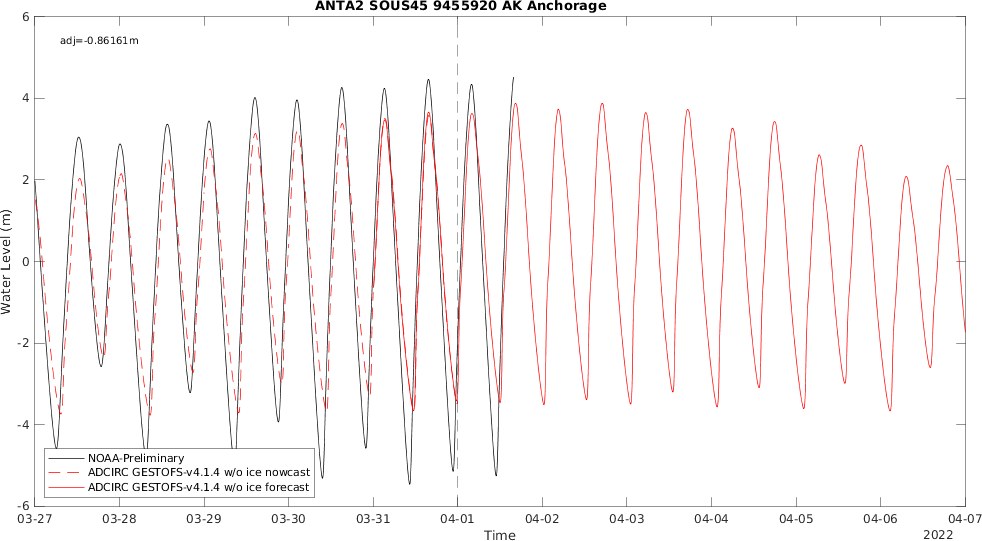 ANTA2 SOUS45 9455920 AK Anchorage
adj=-0.86161m
6
4
2
0
-2
-4
-6
Water Level (m)
NOAA-Preliminary
ADCIRC GESTOFS-v4.1.4 w/o ice nowcast
ADCIRC GESTOFS-v4.1.4 w/o ice forecast
03-27 03-28 03-29 03-30 03-31 04-01 04-02 04-03 04-04 04-05 04-06 04-07
Time
2022